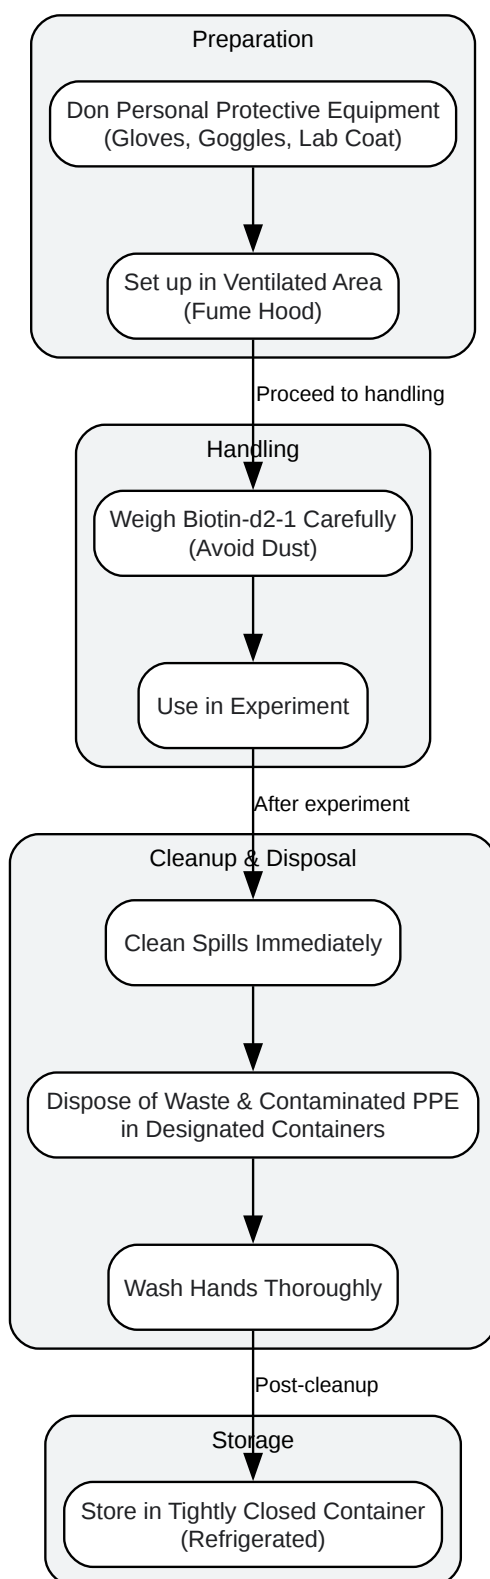 Preparation
Don Personal Protective Equipment
(Gloves, Goggles, Lab Coat)
Set up in Ventilated Area
(Fume Hood)
Proceed to handling
Handling
Weigh Biotin-d2-1 Carefully
(Avoid Dust)
Use in Experiment
After experiment
Cleanup & Disposal
Clean Spills Immediately
Dispose of Waste & Contaminated PPE
in Designated Containers
Wash Hands Thoroughly
Post-cleanup
Storage
Store in Tightly Closed Container
(Refrigerated)